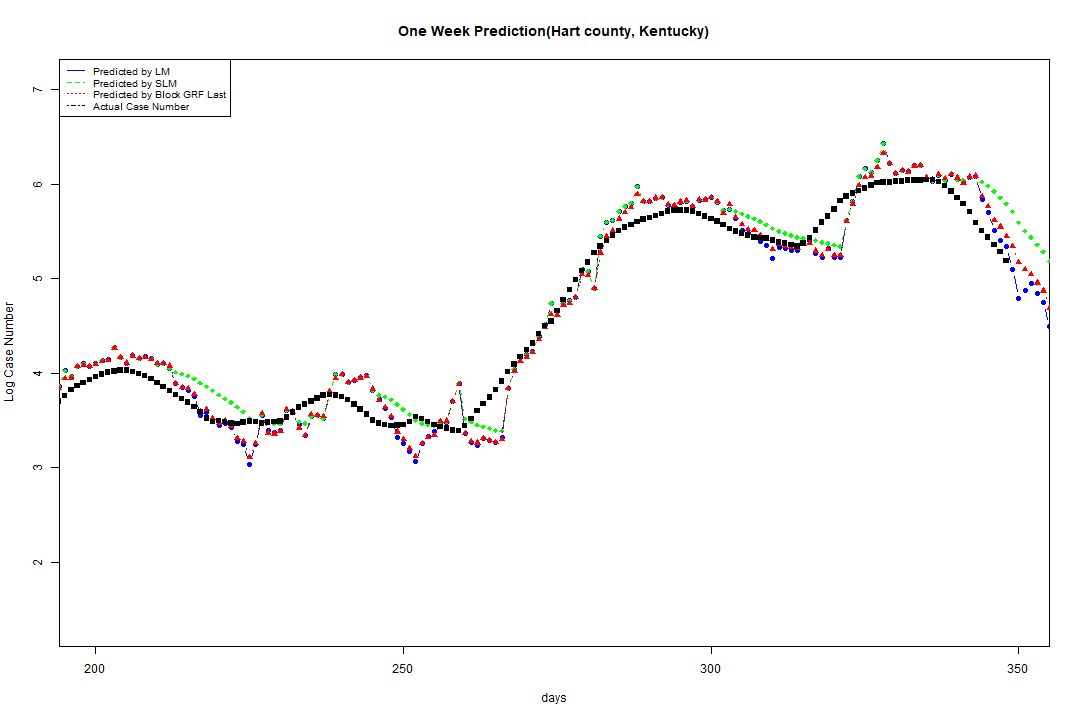 One Week Prediction(Hart county, Kentucky)
Predicted by LM
Predicted by SLM
Predicted by Block GRF Last
Actual Case Number
7
6
5
4
3
2
Log Case Number
200 250 300 350
days